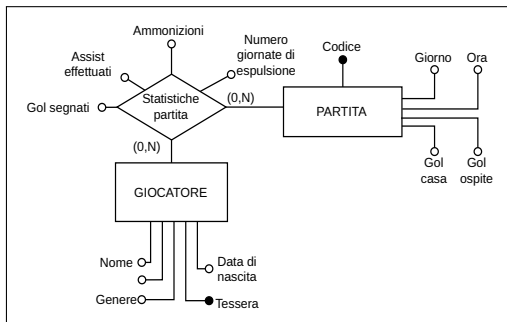 Ammonizioni
Assist
effettuati
Numero
giornate di
espulsione
Codice
Giorno
Ora
Gol segnati
Statistiche
partita
(0,N)
PARTITA
(0,N)
Gol
casa
Gol
ospite
GIOCATORE
Nome
Data di
nascita
Genere
Tessera